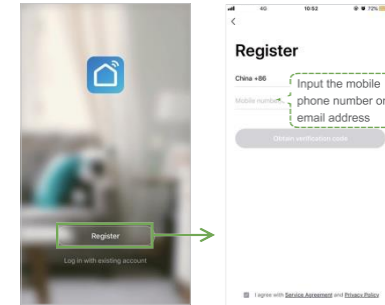 Register
Log in with existing account
4G 10:52 72%
Register
China +86
Mobile number
Input the mobile
phone number or
email address
Obtain verification code
I agree with Service Agreement and Privacy Policy